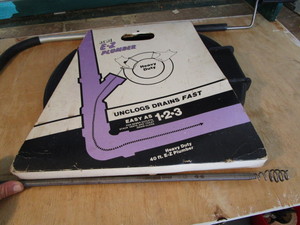 E-Z
PLUMBER
Heavy
Duty
UNCLOGS DRAINS FAST
EASY AS 1-2-3
Heavy Duty
40 ft. E-Z Plumber